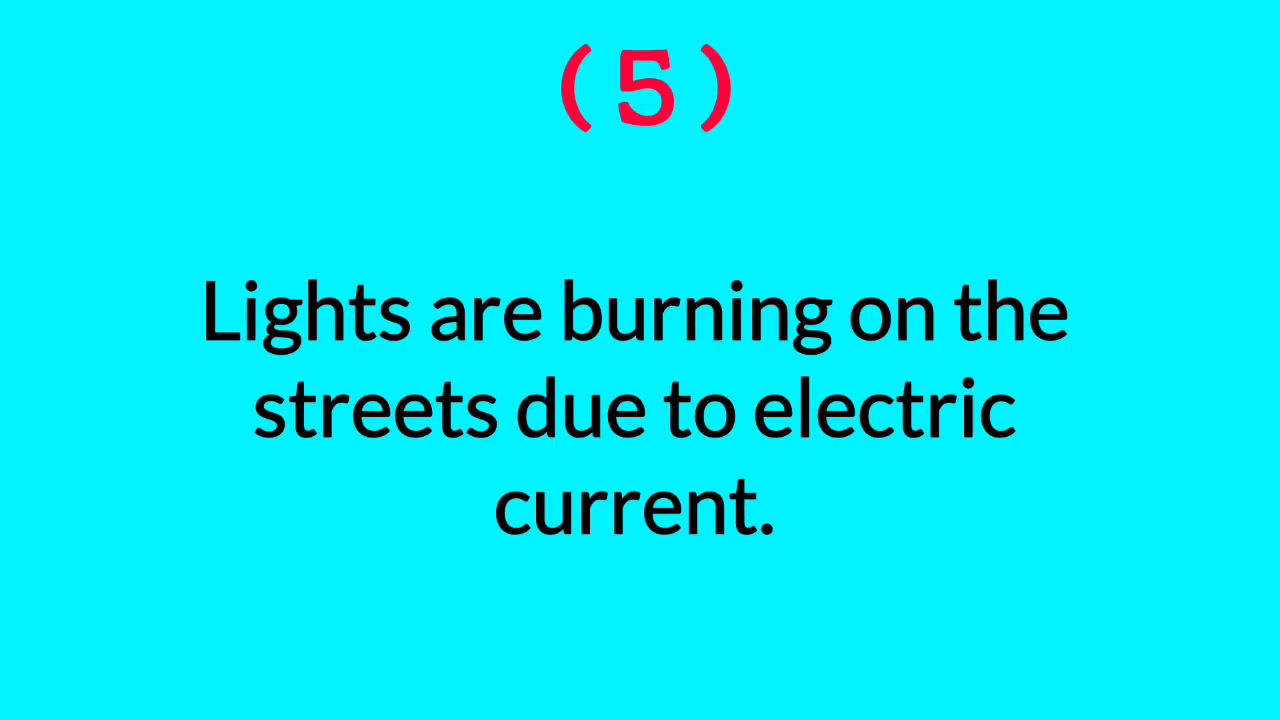 (5)
Lights are burning on the
streets due to electric
current.